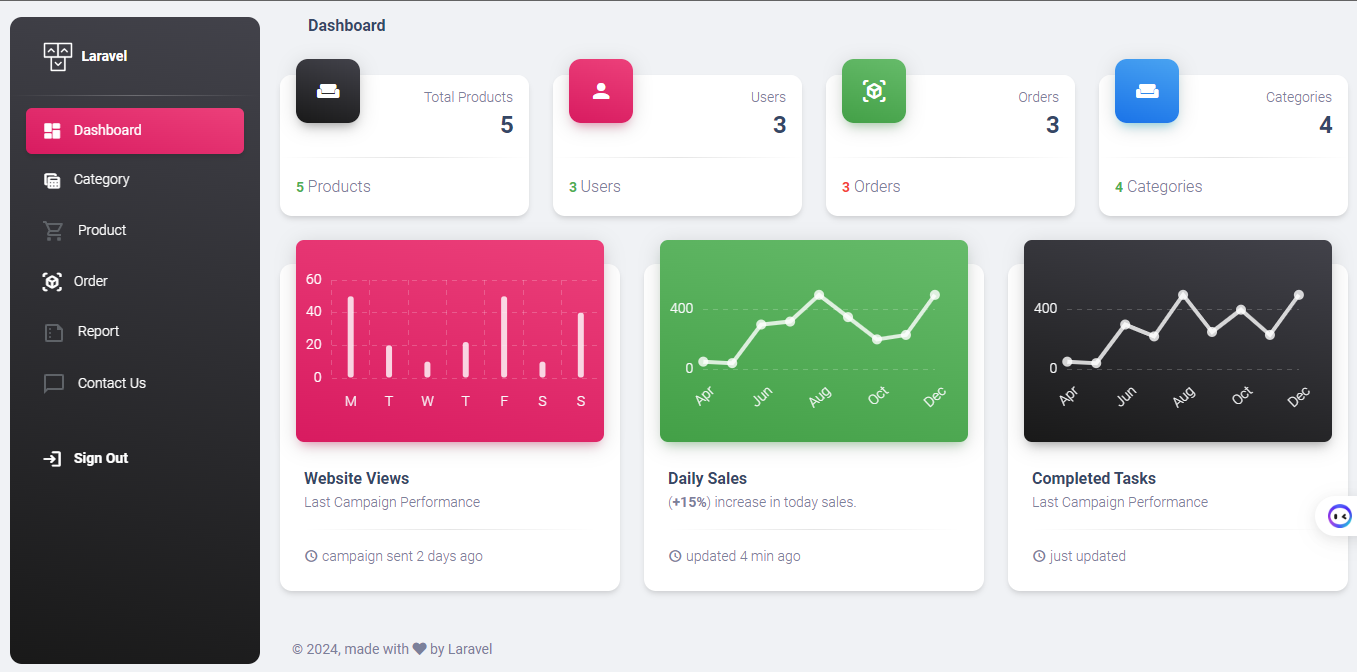 Laravel
Dashboard
Category
Product
Order
Report
Contact Us
Sign Out
Dashboard
Total Products
5
5 Products
Users
3
3 Users
Orders
3
3 Orders
Categories
4
4 Categories
60
40
20
0
M T W T F S S
Website Views
Last Campaign Performance
campaign sent 2 days ago
400
0
Apr Jun Aug Oct Dec
Daily Sales
(+15%) increase in today sales.
updated 4 min ago
400
0
Apr Jun Aug Oct Dec
Completed Tasks
Last Campaign Performance
just updated
© 2024, made with by Laravel